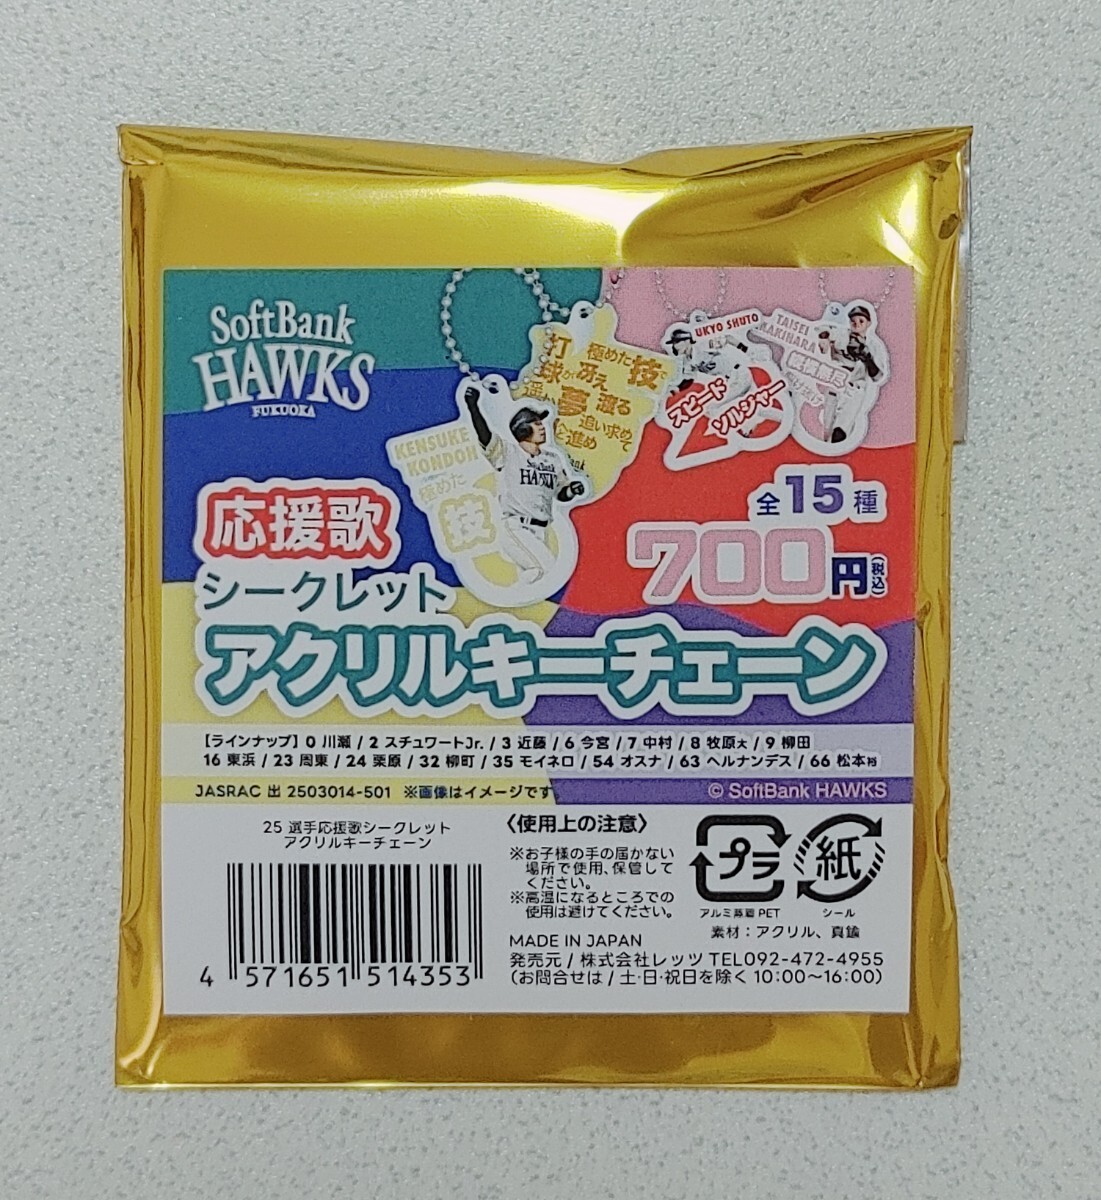 SoftBank
HAWKS
FUKUOKA
打 極めた 技で
球が 冴え
遥か 夢 渡る
追い求めて
進め
KENSUKE
KONDOH
極めた
技
SoftBank
UKYO SHUTO
スピード
ソルジャー
TAISEI
MAKIHARA
縦横無尽
全15種
700円(税込)
応援歌
シークレット
アクリルキーチェーン
【ラインナップ】0 川瀬 / 2 スチュワートJr. / 3 近藤 / 6 今宮 / 7 中村 / 8 牧原大 / 9 柳田
16 東浜 / 23 周東 / 24 栗原 / 32 柳町 / 35 モイネロ / 54 オスナ / 63 ヘルナンデス / 66 松本裕
JASRAC 出 2503014-501 ※画像はイメージです
© SoftBank HAWKS
25 選手応援歌シークレット
アクリルキーチェーン
4 571651 514353
〈使用上の注意〉
※お子様の手の届かない
場所で使用、保管して
ください。
※高温になるところでの
使用は避けてください。
プラ
アルミ蒸着 PET
紙
シール
素材：アクリル、真鍮
MADE IN JAPAN
発売元 / 株式会社レッツ TEL092-472-4955
(お問合せは / 土・日・祝日を除く 10:00〜16:00)